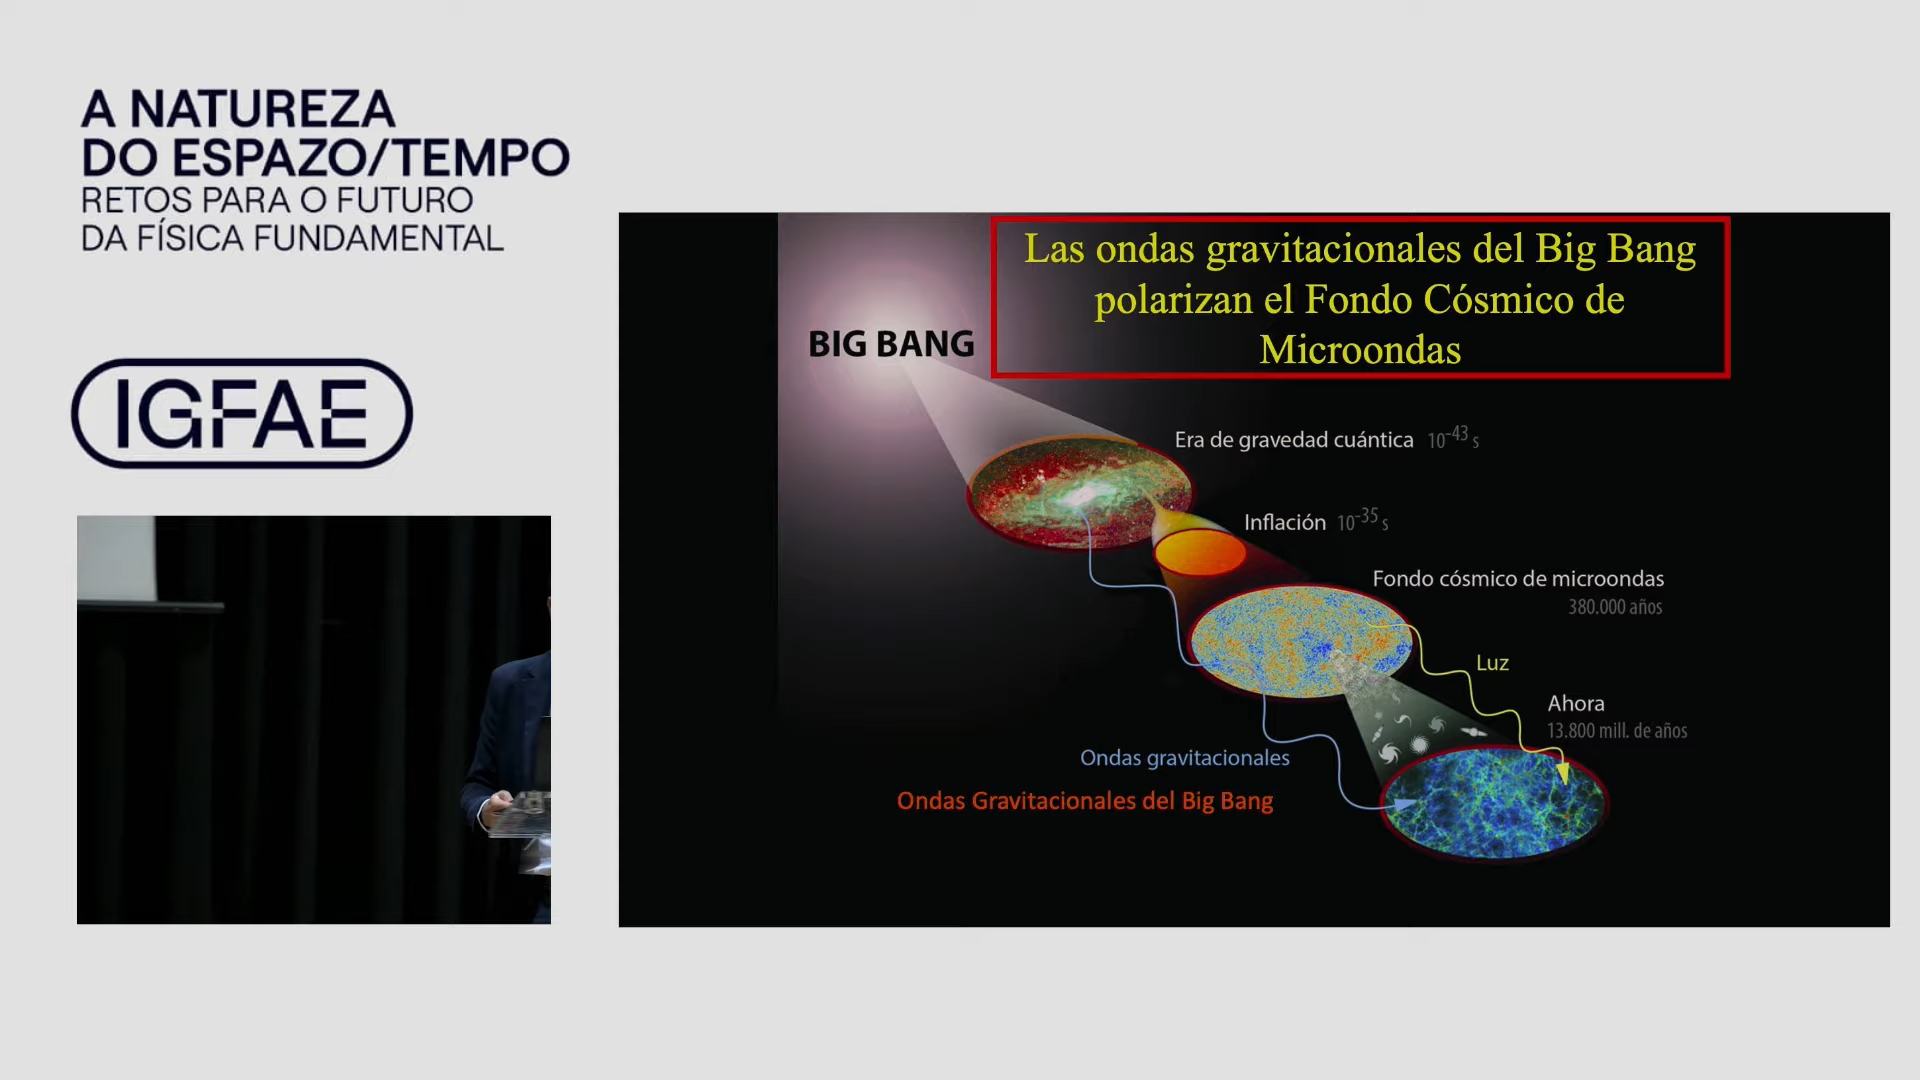 A NATUREZA
DO ESPAZO/TEMPO
RETOS PARA O FUTURO
DA FÍSICA FUNDAMENTAL
IGFAE
Las ondas gravitacionales del Big Bang
polarizan el Fondo Cósmico de
Microondas
BIG BANG
Era de gravedad cuántica 10⁻⁴³ s
Inflación 10⁻³⁵ s
Fondo cósmico de microondas
380.000 años
Luz
Ahora
13.800 mill. de años
Ondas gravitacionales
Ondas Gravitacionales del Big Bang